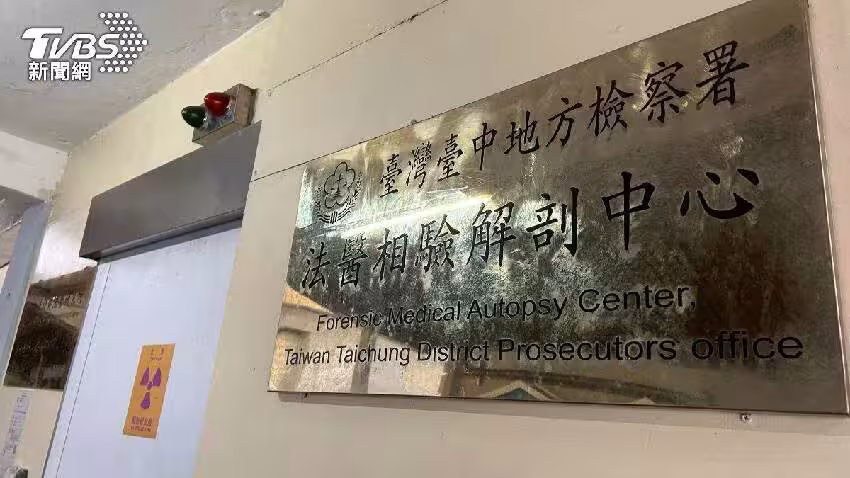 TVBS
新聞網
臺灣臺中地方檢察署
法醫相驗解剖中心
Forensic Medical Autopsy Center,
Taiwan Taichung District Prosecutors office